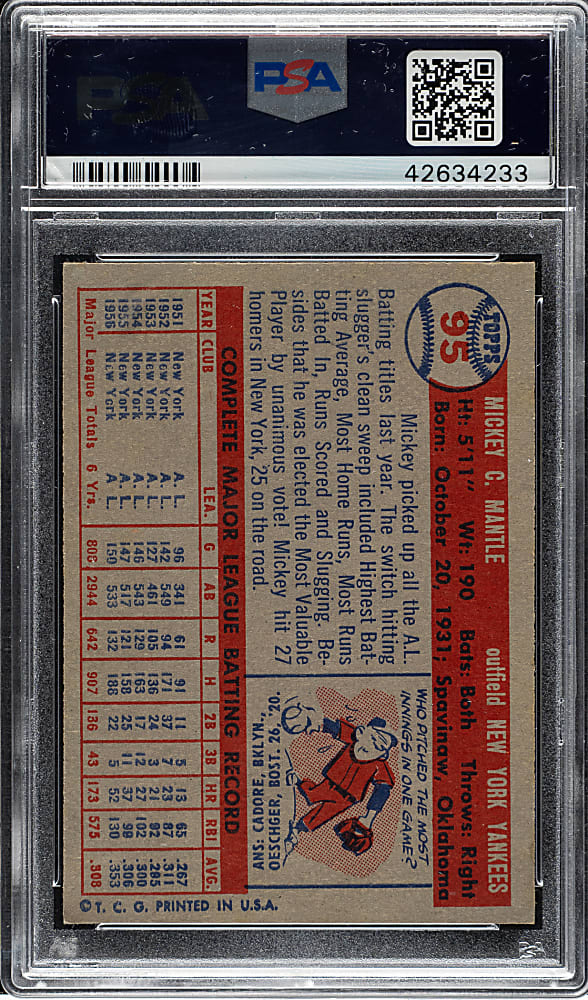 PSA
42634233
TOPPS
95
MICKEY C. MANTLE outfield NEW YORK YANKEES
Ht: 5'11" Wt: 190 Bats: Both Throws: Right
Born: October 20, 1931; Spavinaw, Oklahoma
Mickey picked up all the A.L.
Batting titles last year. The switch hitting
slugger's clean sweep included Highest Bat-
ting Average, Most Home Runs, Most Runs
Batted In, Runs Scored and Slugging. Be-
sides that he was elected the Most Valuable
Player by unanimous vote! Mickey hit 27
homers in New York, 25 on the road.
WHO PITCHED THE MOST
INNINGS IN ONE GAME?
ANS: CADORE BKLYN.
OESCHGER BOST. '26, '20.
COMPLETE MAJOR LEAGUE BATTING RECORD
YEAR CLUB LEA. G AB R H 2B 3B HR RBI AVG.
1951 New York A. L. 96 341 61 91 11 5 13 65 .267
1952 New York A. L. 142 549 94 171 37 7 23 87 .311
1953 New York A. L. 127 461 105 136 24 3 21 92 .295
1954 New York A. L. 146 543 129 163 17 12 27 102 .300
1955 New York A. L. 147 517 121 158 25 11 37 99 .306
1956 New York A. L. 150 533 132 188 22 5 52 130 .353
Major League Totals 6 Yrs. 808 2944 642 907 136 43 173 575 .308
©T. C. G. PRINTED IN U.S.A.